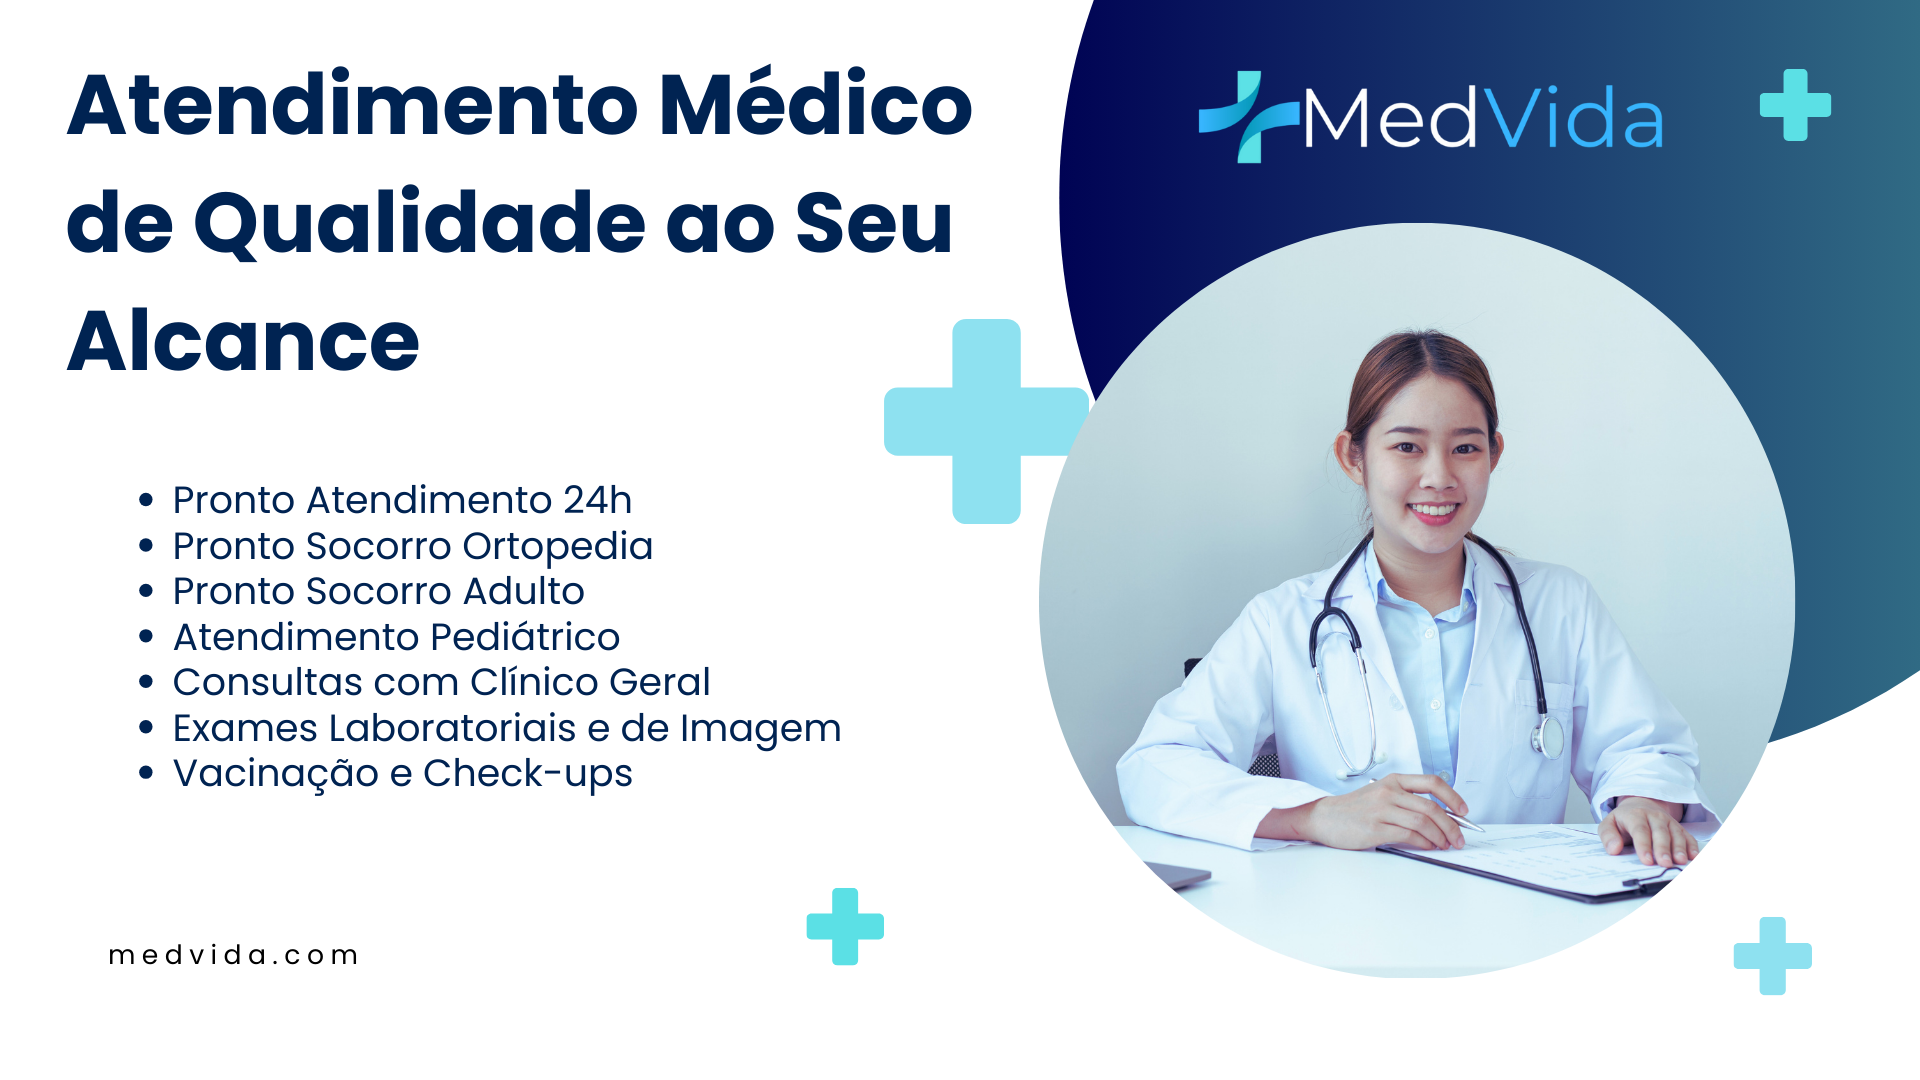 Atendimento Médico
de Qualidade ao Seu
Alcance
MedVida
• Pronto Atendimento 24h
• Pronto Socorro Ortopedia
• Pronto Socorro Adulto
• Atendimento Pediátrico
• Consultas com Clínico Geral
• Exames Laboratoriais e de Imagem
• Vacinação e Check-ups
medvida.com